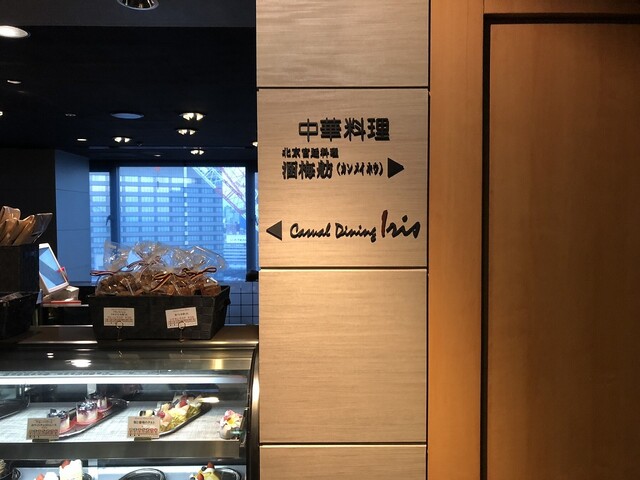 中華料理
北京宮廷料理
涵梅舫 (カンメイホウ) ▶
◀ Casual Dining Iris